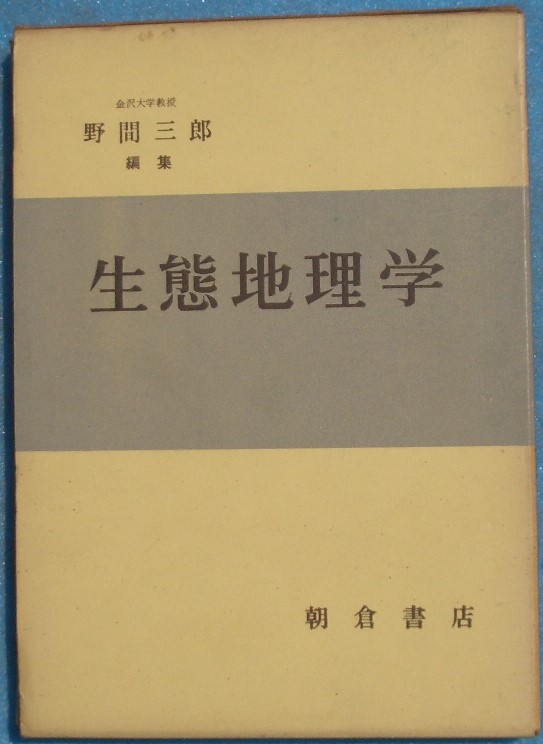 金沢大学教授
野間三郎
編集
生態地理学
朝倉書店